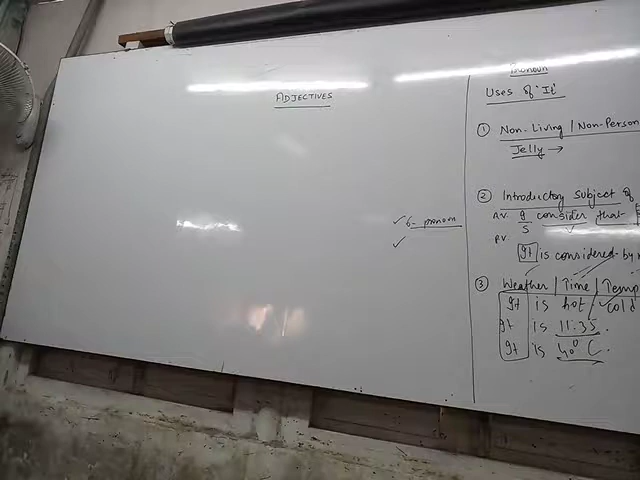 ADJECTIVES
✓ 6- pronoun
✓
Pronoun
Uses of 'It'
① Non-Living / Non-Person
Jelly →
② Introductory Subject of
A.V. I consider that
S
P.V.
It is considered by
③ Weather / Time / Temp
It is hot / cold
It is 11:35.
It is 40° C.